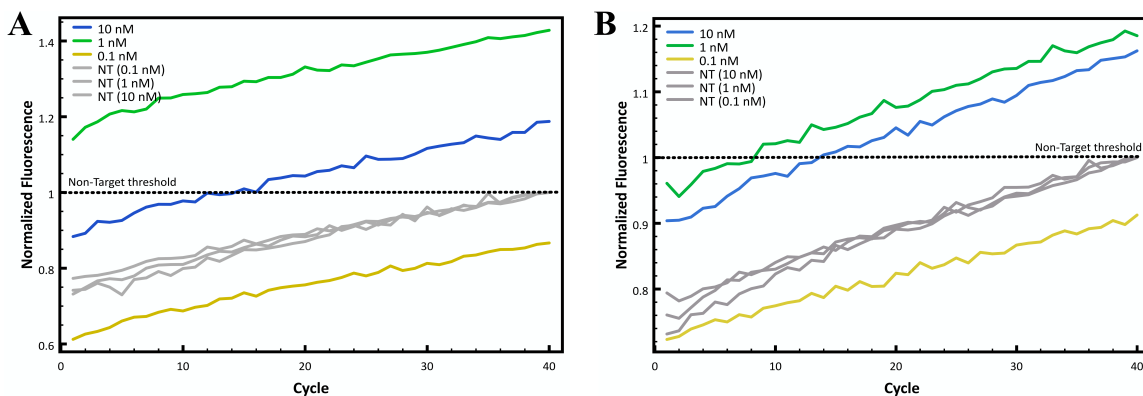 A
10 nM
1 nM
0.1 nM
NT (0.1 nM)
NT (1 nM)
NT (10 nM)
Non-Target threshold
Normalized Fluorescence
1.4
1.2
1
0.8
0.6
0
10
20
30
40
Cycle
B
10 nM
1 nM
0.1 nM
NT (10 nM)
NT (1 nM)
NT (0.1 nM)
Non-Target threshold
Normalized Fluorescence
1.2
1.1
1
0.9
0.8
0
10
20
30
40
Cycle